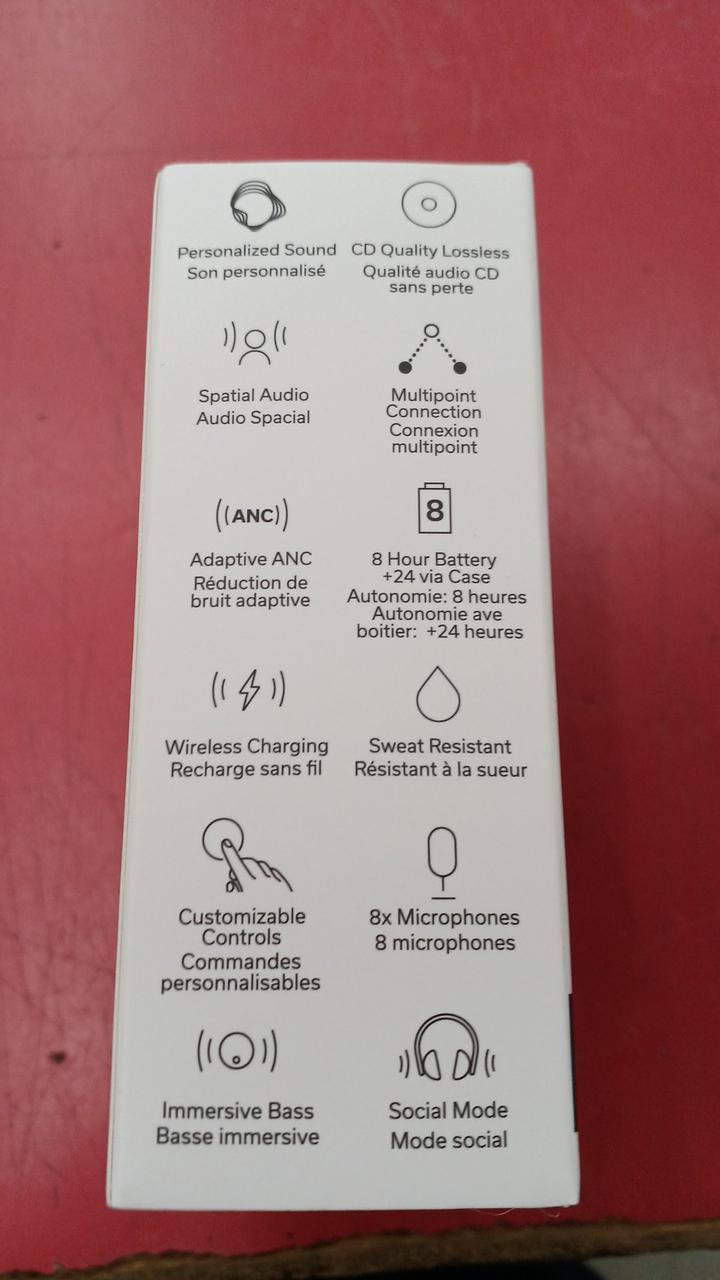 Personalized Sound
Son personnalisé
CD Quality Lossless
Qualité audio CD
sans perte
Spatial Audio
Audio Spacial
Multipoint
Connection
Connexion
multipoint
ANC
Adaptive ANC
Réduction de
bruit adaptive
8
8 Hour Battery
+24 via Case
Autonomie: 8 heures
Autonomie ave
boitier: +24 heures
Wireless Charging
Recharge sans fil
Sweat Resistant
Résistant à la sueur
Customizable
Controls
Commandes
personnalisables
8x Microphones
8 microphones
Immersive Bass
Basse immersive
Social Mode
Mode social